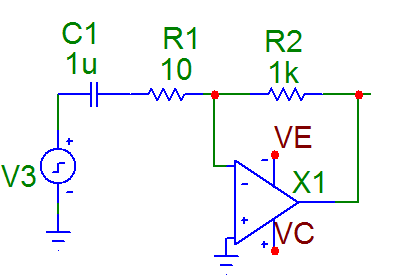 C1
1u
R1
10
R2
1k
V3
+
-
VE
-
X1
-
+
VC
+